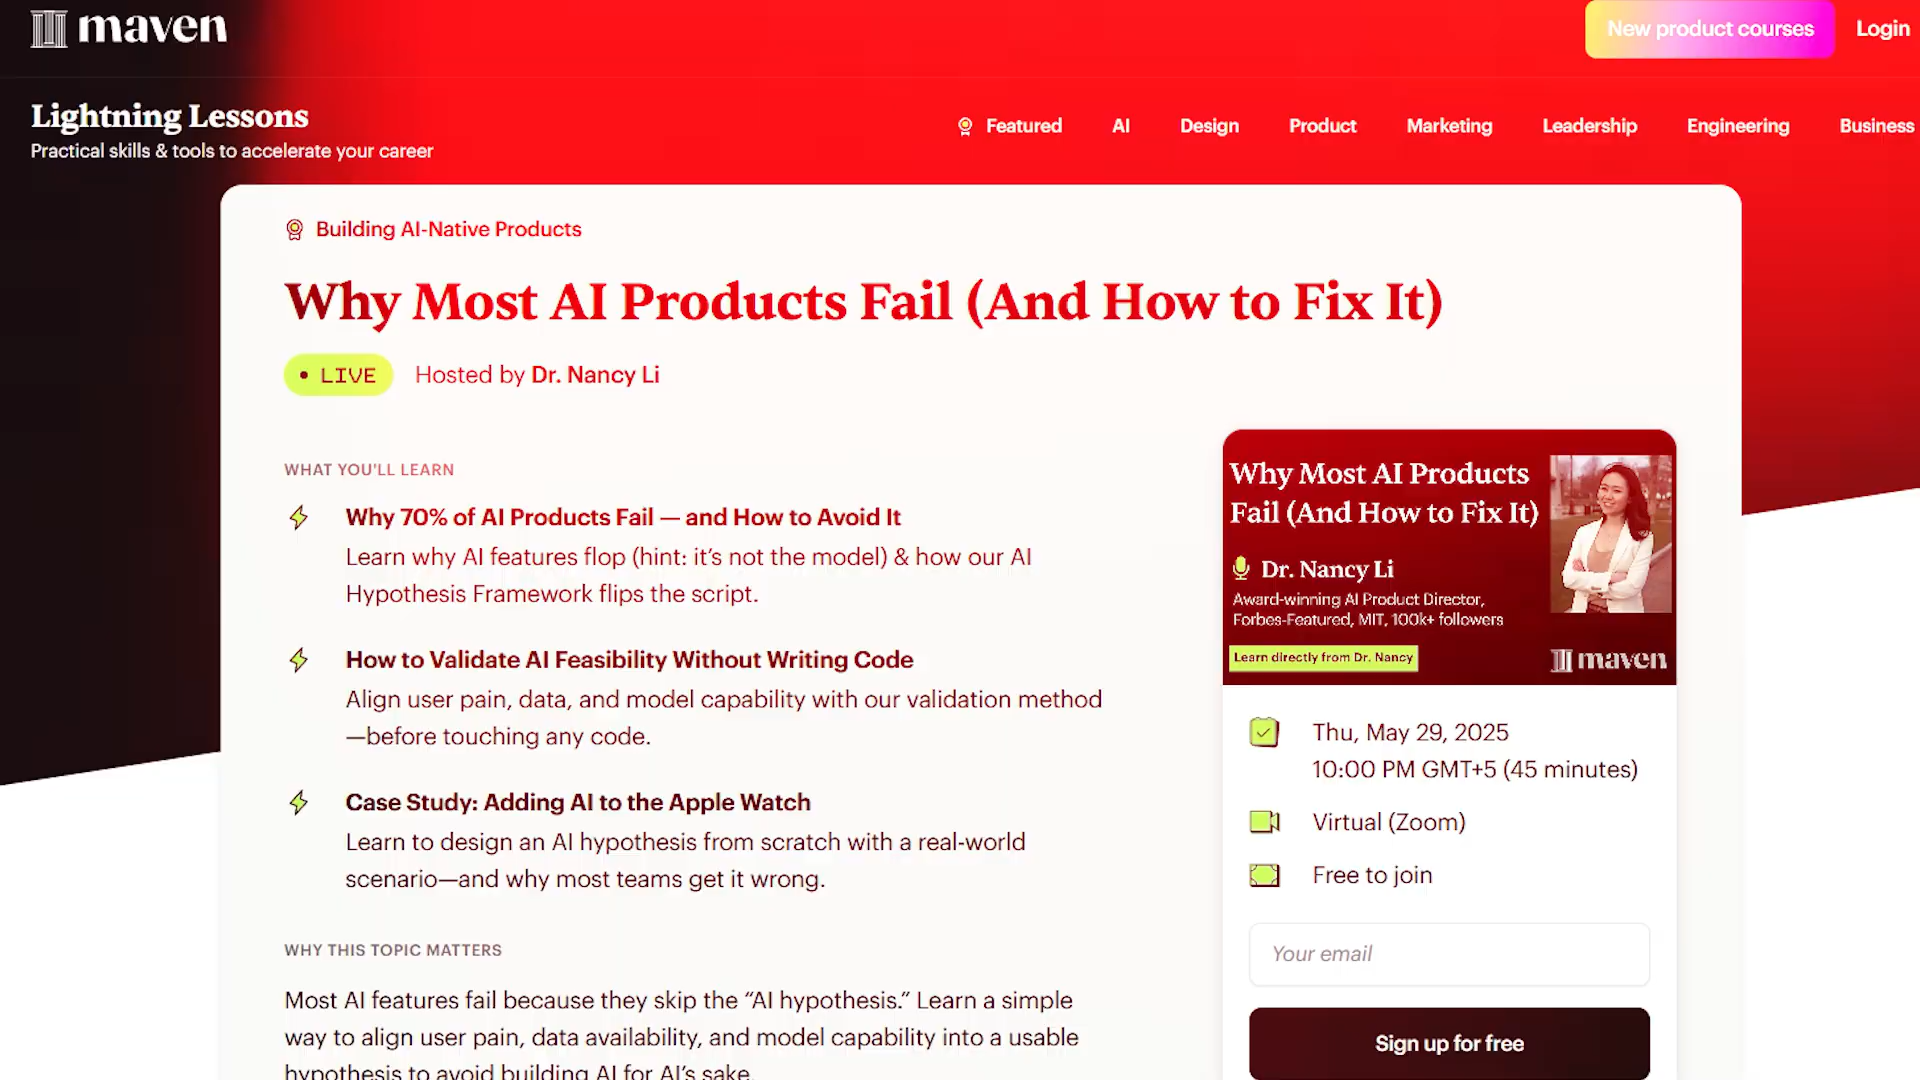 maven
New product courses
Login
Lightning Lessons
Practical skills & tools to accelerate your career
Featured
AI
Design
Product
Marketing
Leadership
Engineering
Business
Building AI-Native Products
Why Most AI Products Fail (And How to Fix It)
• LIVE
Hosted by Dr. Nancy Li
WHAT YOU'LL LEARN
Why 70% of AI Products Fail — and How to Avoid It
Learn why AI features flop (hint: it’s not the model) & how our AI
Hypothesis Framework flips the script.
How to Validate AI Feasibility Without Writing Code
Align user pain, data, and model capability with our validation method
—before touching any code.
Case Study: Adding AI to the Apple Watch
Learn to design an AI hypothesis from scratch with a real-world
scenario—and why most teams get it wrong.
WHY THIS TOPIC MATTERS
Most AI features fail because they skip the “AI hypothesis.” Learn a simple
way to align user pain, data availability, and model capability into a usable
hypothesis to avoid building AI for AI’s sake.
Why Most AI Products
Fail (And How to Fix It)
Dr. Nancy Li
Award-winning AI Product Director,
Forbes-Featured, MIT, 100k+ followers
Learn directly from Dr. Nancy
maven
Thu, May 29, 2025
10:00 PM GMT+5 (45 minutes)
Virtual (Zoom)
Free to join
Your email
Sign up for free